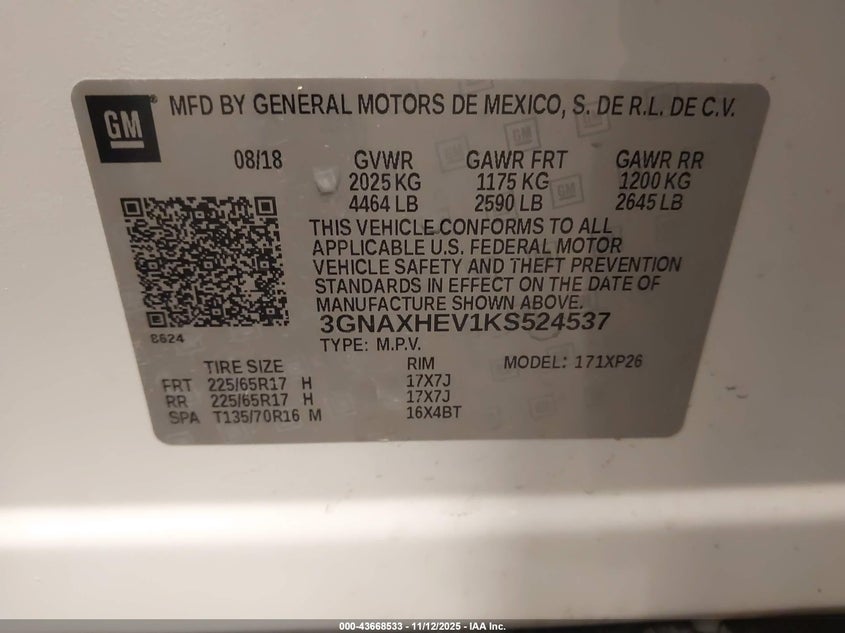 GM
MFD BY GENERAL MOTORS DE MEXICO, S. DE R.L. DE C.V.
08/18 GVWR GAWR FRT GAWR RR
2025 KG 1175 KG 1200 KG
4464 LB 2590 LB 2645 LB
THIS VEHICLE CONFORMS TO ALL
APPLICABLE U.S. FEDERAL MOTOR
VEHICLE SAFETY AND THEFT PREVENTION
STANDARDS IN EFFECT ON THE DATE OF
MANUFACTURE SHOWN ABOVE.
3GNAXHEV1KS524537
8624
TYPE: M.P.V.
TIRE SIZE RIM MODEL: 171XP26
FRT 225/65R17 H 17X7J
RR 225/65R17 H 17X7J
SPA T135/70R16 M 16X4BT
000-43668533 - 11/12/2025 - IAA Inc.